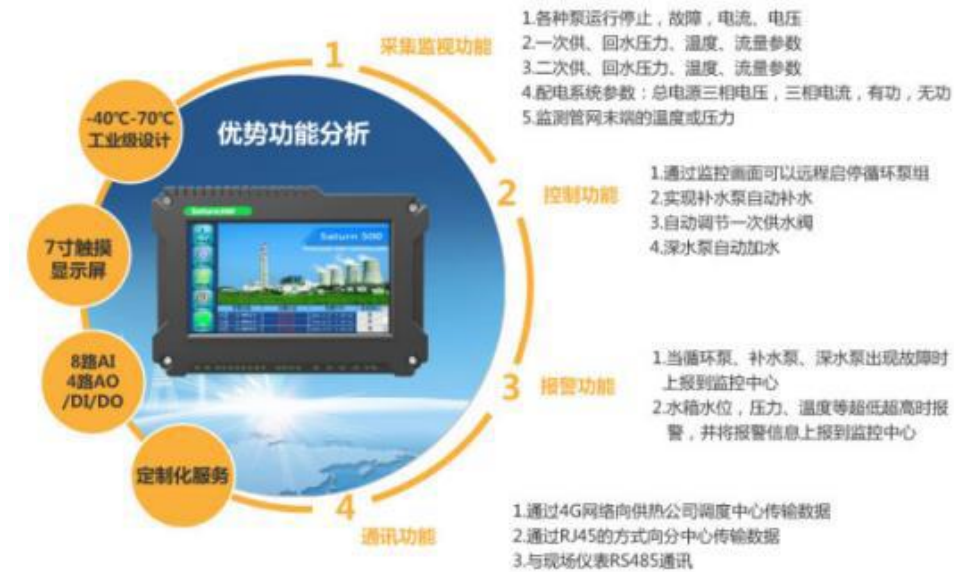 优势功能分析
-40℃-70℃
工业级设计
7寸触摸
显示屏
8路AI
4路AO
/DI/DO
定制化服务
Saturn 500
1
采集监视功能
1.各种泵运行停止，故障，电流、电压
2.一次供、回水压力、温度、流量参数
3.二次供、回水压力、温度、流量参数
4.配电系统参数：总电源三相电压，三相电流，有功，无功
5.监测管网末端的温度或压力
2
控制功能
1.通过监控画面可以远程启停循环泵组
2.实现补水泵自动补水
3.自动调节一次供水阀
4.深水泵自动加水
3
报警功能
1.当循环泵、补水泵、深水泵出现故障时
上报到监控中心
2.水箱水位，压力、温度等超低超高时报
警，并将报警信息上报到监控中心
4
通讯功能
1.通过4G网络向供热公司调度中心传输数据
2.通过RJ45的方式向分中心传输数据
3.与现场仪表RS485通讯